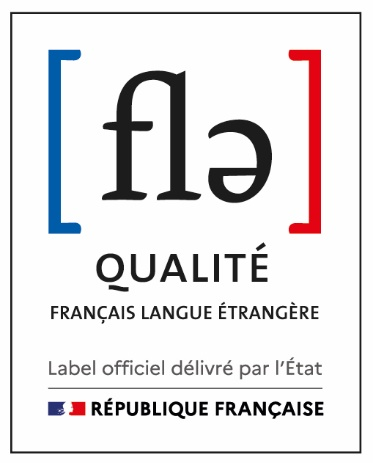 [flə]
QUALITÉ
FRANÇAIS LANGUE ÉTRANGÈRE
Label officiel délivré par l'État
RÉPUBLIQUE FRANÇAISE